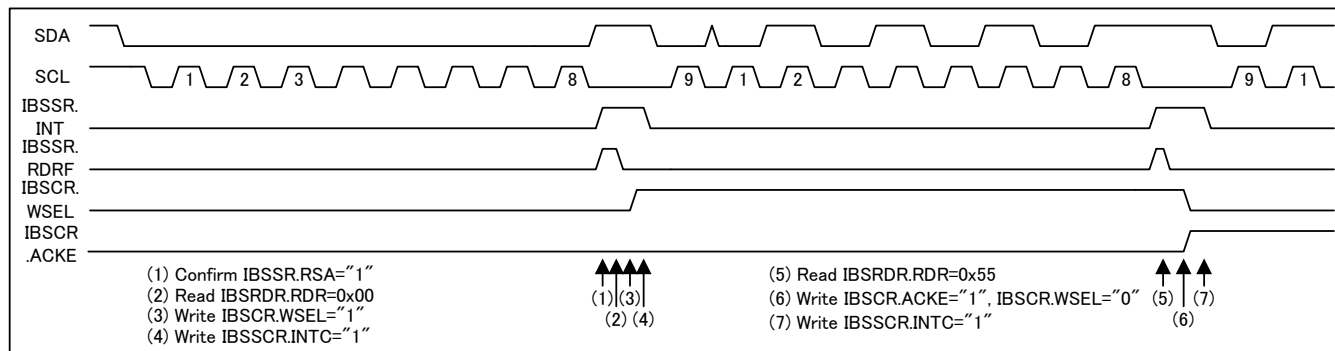 SDA
SCL
1 2 3 8 9 1 2 8 9 1
IBSSR.
INT
IBSSR.
RDRF
IBSCR.
WSEL
IBSCR
.ACKE
(1) Confirm IBSSR.RSA="1"
(2) Read IBSRDR.RDR=0x00
(3) Write IBSCR.WSEL="1"
(4) Write IBSSCR.INTC="1"
(1) (3)
(2) (4)
(5) Read IBSRDR.RDR=0x55
(6) Write IBSCR.ACKE="1", IBSCR.WSEL="0"
(7) Write IBSSCR.INTC="1"
(5) (7)
(6)